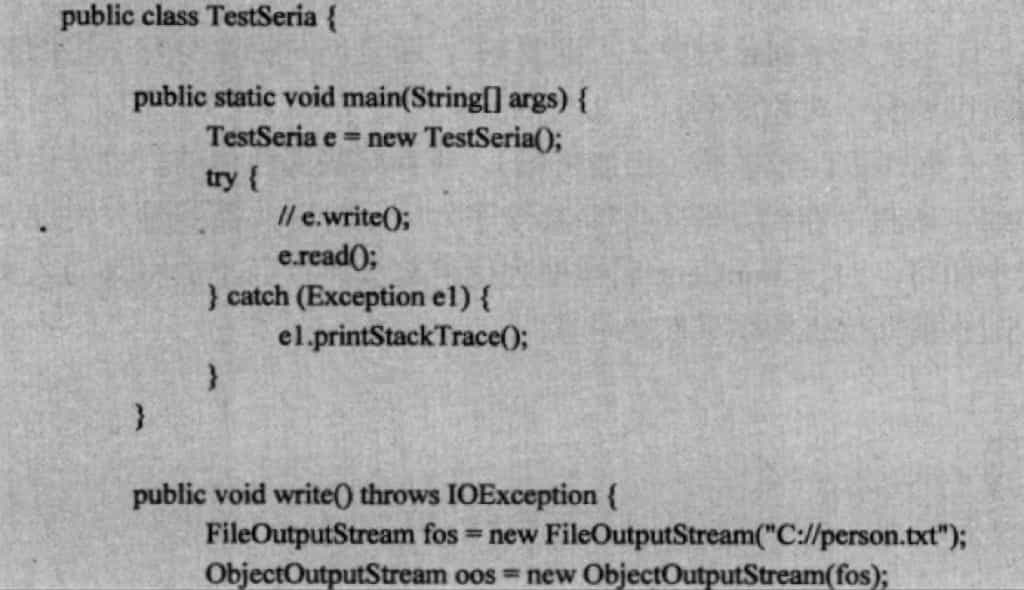 public class TestSeria {
public static void main(String[] args) {
TestSeria e = new TestSeria();
try {
// e.write();
e.read();
} catch (Exception e1) {
e1.printStackTrace();
}
}
public void write() throws IOException {
FileOutputStream fos = new FileOutputStream("C://person.txt");
ObjectOutputStream oos = new ObjectOutputStream(fos);